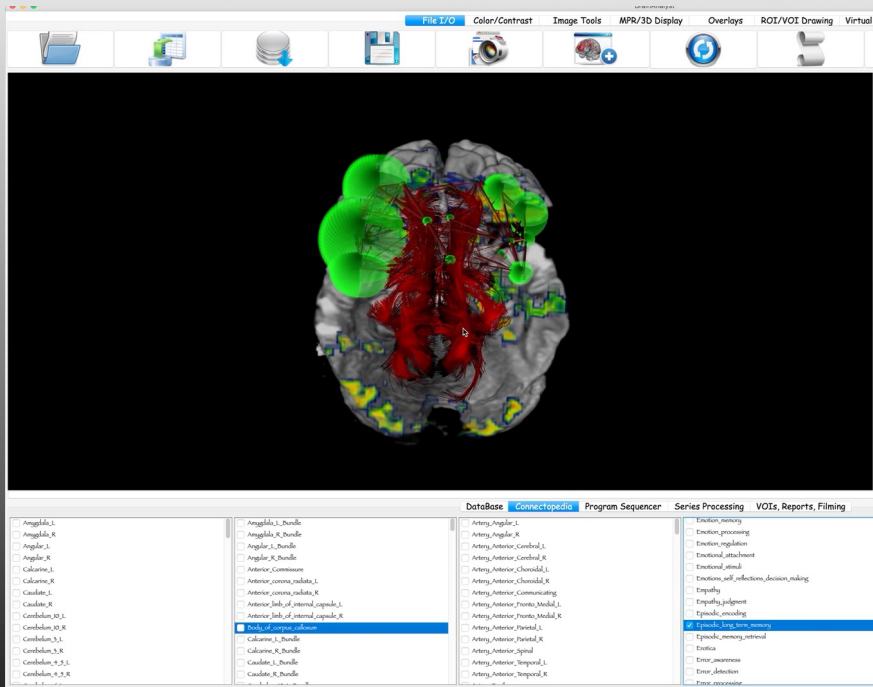 File I/O Color/Contrast Image Tools MPR/3D Display Overlays ROI/VOI Drawing Virtual
DataBase Connectopedia Program Sequencer Series Processing VOIs, Reports, Filming
Amygdala_L
Amygdala_R
Angular_L
Angular_R
Calcarine_L
Calcarine_R
Caudate_L
Caudate_R
Cerebelum_10_L
Cerebelum_10_R
Cerebelum_3_L
Cerebelum_3_R
Cerebelum_4_5_L
Cerebelum_4_5_R
Amygdala_L_Bundle
Amygdala_R_Bundle
Angular_L_Bundle
Angular_R_Bundle
Anterior_Commissure
Anterior_corona_radiata_L
Anterior_corona_radiata_R
Anterior_limb_of_internal_capsule_L
Anterior_limb_of_internal_capsule_R
Body_of_corpus_callosum
Calcarine_L_Bundle
Calcarine_R_Bundle
Caudate_L_Bundle
Caudate_R_Bundle
Artery_Angular_L
Artery_Angular_R
Artery_Anterior_Cerebral_L
Artery_Anterior_Cerebral_R
Artery_Anterior_Choroidal_L
Artery_Anterior_Choroidal_R
Artery_Anterior_Communicating
Artery_Anterior_Fronto_Medial_L
Artery_Anterior_Fronto_Medial_R
Artery_Anterior_Parietal_L
Artery_Anterior_Parietal_R
Artery_Anterior_Spinal
Artery_Anterior_Temporal_L
Artery_Anterior_Temporal_R
Emotion_memory
Emotion_processing
Emotion_regulation
Emotional_attachment
Emotional_stimuli
Emotions_self_reflections_decision_making
Empathy
Empathy_judgment
Episodic_encoding
Episodic_long_term_memory
Episodic_memory_retrieval
Erotica
Error_awareness
Error_detection
Error_processing